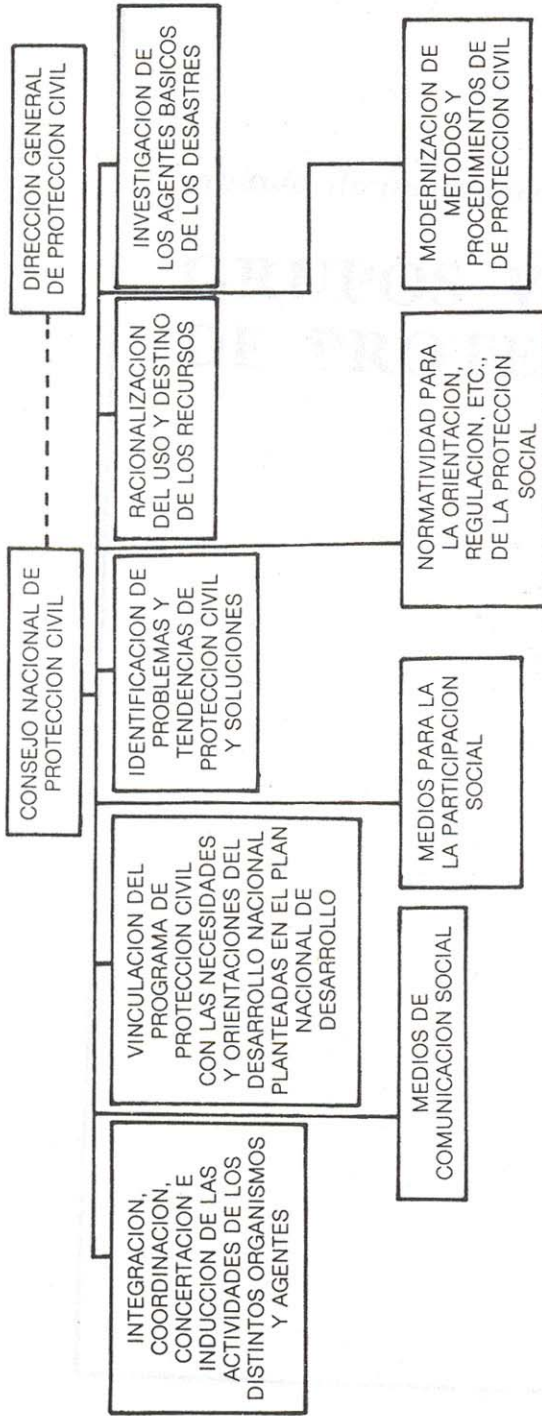 CONSEJO NACIONAL DE
PROTECCION CIVIL
DIRECCION GENERAL
DE PROTECCION CIVIL
INTEGRACION,
COORDINACION,
CONCERTACION E
INDUCCION DE LAS
ACTIVIDADES DE LOS
DISTINTOS ORGANISMOS
Y AGENTES
VINCULACION DEL
PROGRAMA DE
PROTECCION CIVIL
CON LAS NECESIDADES
Y ORIENTACIONES DEL
DESARROLLO NACIONAL
PLANTEADAS EN EL PLAN
NACIONAL DE
DESARROLLO
IDENTIFICACION DE
PROBLEMAS Y
TENDENCIAS DE
PROTECCION CIVIL
Y SOLUCIONES
RACIONALIZACION
DEL USO Y DESTINO
DE LOS RECURSOS
INVESTIGACION DE
LOS AGENTES BASICOS
DE LOS DESASTRES
MEDIOS DE
COMUNICACION SOCIAL
MEDIOS PARA LA
LA PARTICIPACION
SOCIAL
NORMATIVIDAD PARA
LA ORIENTACION,
REGULACION, ETC.,
DE LA PROTECCION
SOCIAL
MODERNIZACION DE
METODOS Y
PROCEDIMIENTOS DE
DE PROTECCION CIVIL